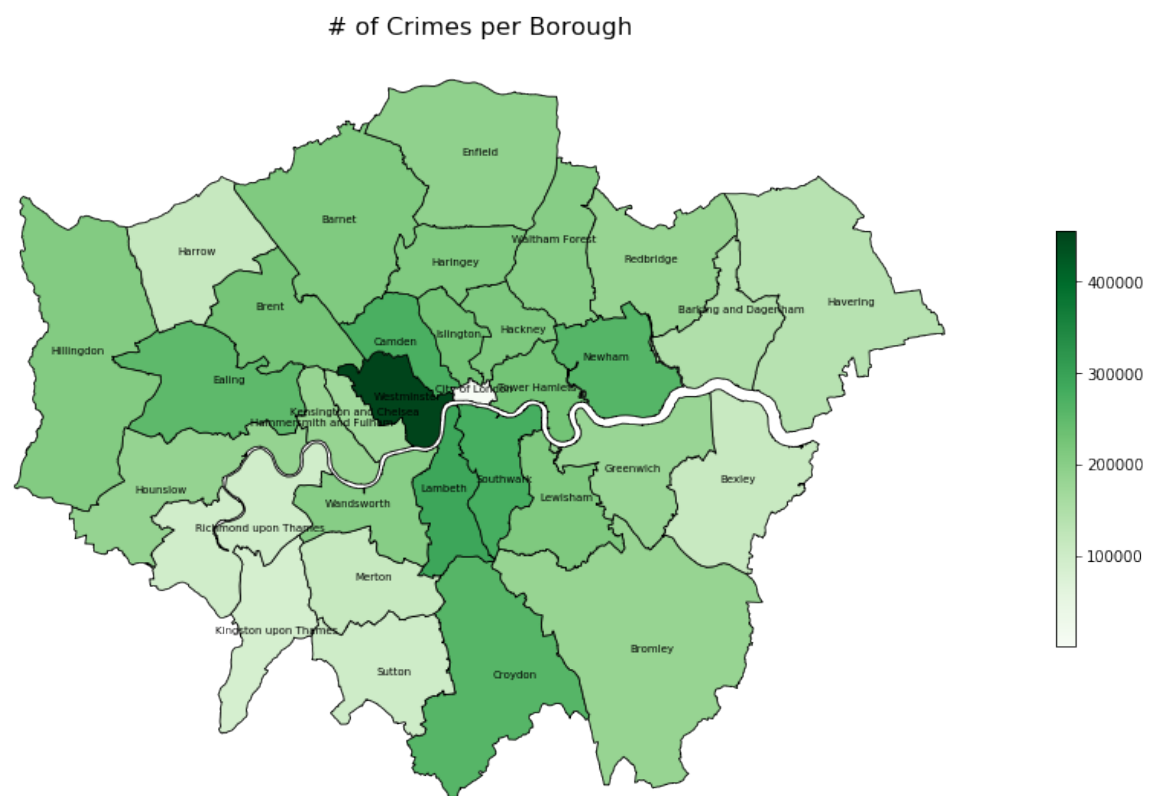 # of Crimes per Borough
Enfield
Barnet
Waltham Forest
Harrow
Haringey
Redbridge
Havering
Brent
Barking and Dagenham
Hackney
Islington
Camden
Hillingdon
Newham
Ealing
City of London
Tower Hamlets
Westminster
Kensington and Chelsea
Hammersmith and Fulham
Greenwich
Bexley
Southwark
Hounslow
Lambeth
Lewisham
Wandsworth
Richmond upon Thames
Merton
Kingston upon Thames
Bromley
Sutton
Croydon
400000
300000
200000
100000